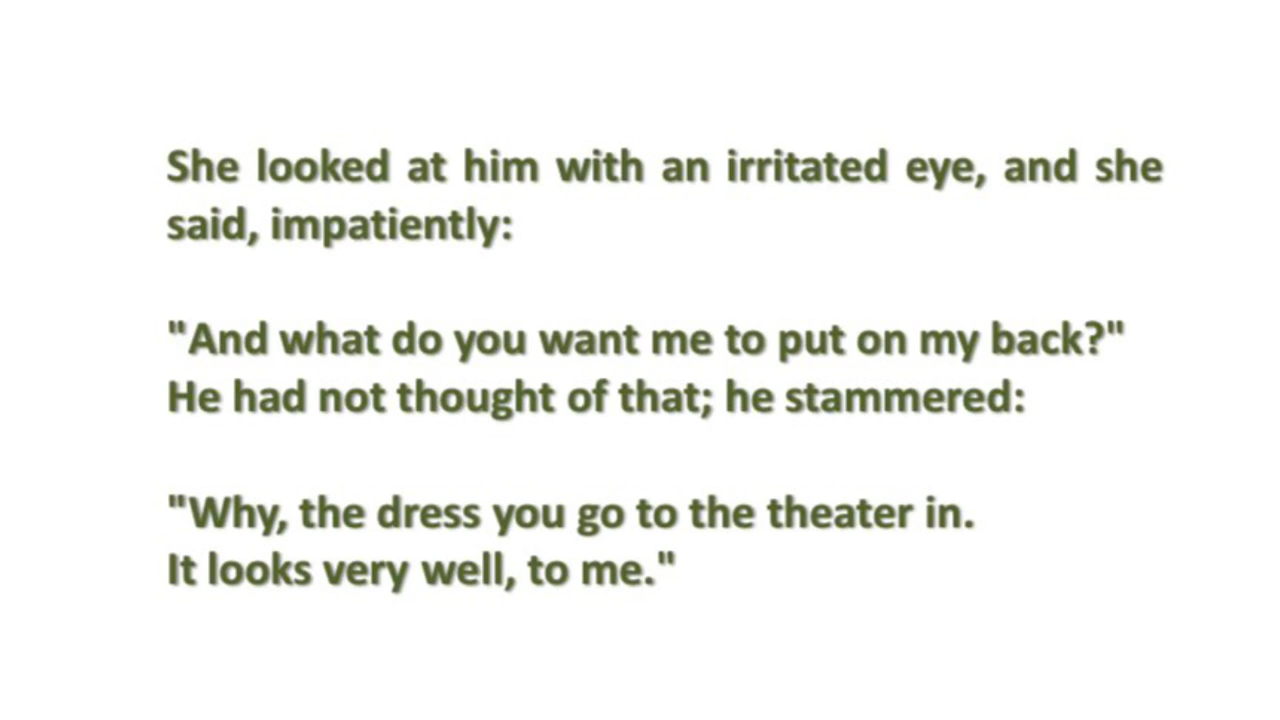 She looked at him with an irritated eye, and she
said, impatiently:
"And what do you want me to put on my back?"
He had not thought of that; he stammered:
"Why, the dress you go to the theater in.
It looks very well, to me."